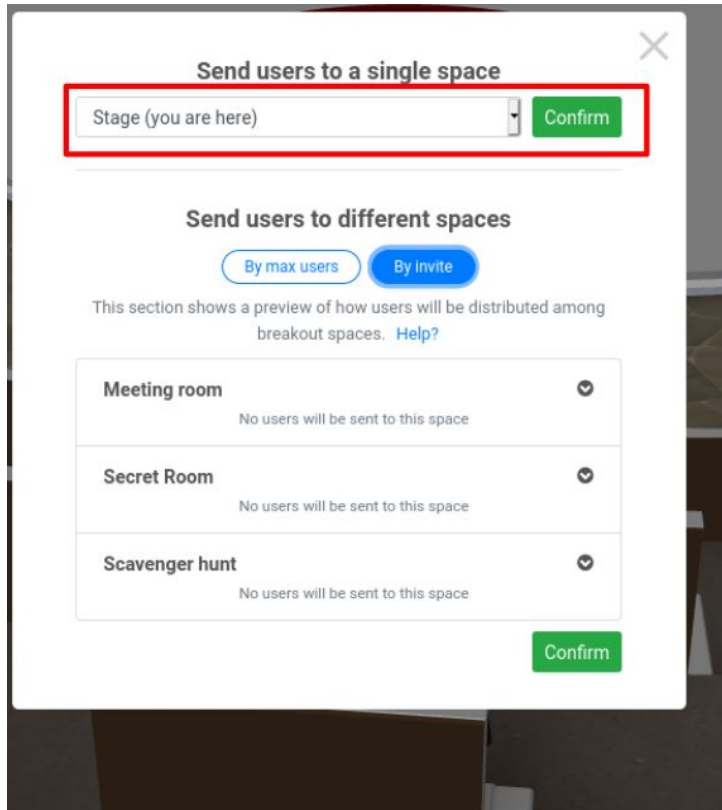 Send users to a single space
Stage (you are here)
Confirm
Send users to different spaces
By max users
By invite
This section shows a preview of how users will be distributed among
breakout spaces. Help?
Meeting room
No users will be sent to this space
Secret Room
No users will be sent to this space
Scavenger hunt
No users will be sent to this space
Confirm